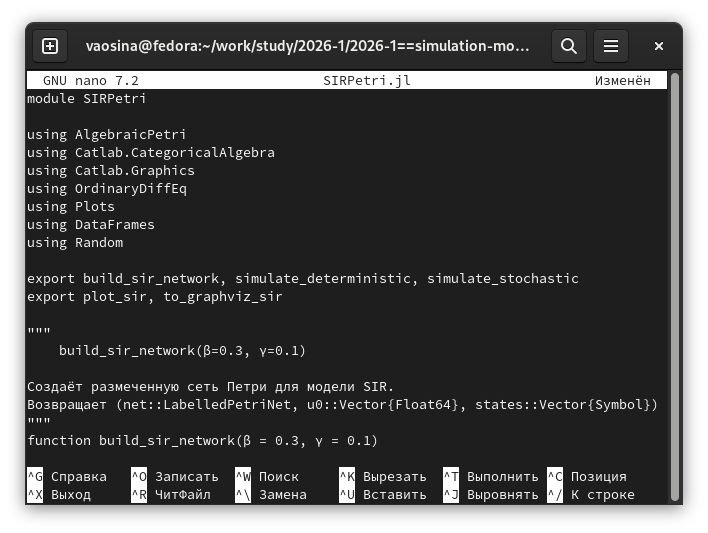 vaosina@fedora:~/work/study/2026-1/2026-1==simulation-mo…
GNU nano 7.2 SIRPetri.jl Изменён
module SIRPetri
using AlgebraicPetri
using Catlab.CategoricalAlgebra
using Catlab.Graphics
using OrdinaryDiffEq
using Plots
using DataFrames
using Random
export build_sir_network, simulate_deterministic, simulate_stochastic
export plot_sir, to_graphviz_sir
"""
build_sir_network(β=0.3, γ=0.1)
Создаёт размеченную сеть Петри для модели SIR.
Возвращает (net::LabelledPetriNet, u0::Vector{Float64}, states::Vector{Symbol})
"""
function build_sir_network(β = 0.3, γ = 0.1)
^G Справка ^O Записать ^W Поиск ^K Вырезать ^T Выполнить ^C Позиция
^X Выход ^R ЧитФайл ^\ Замена ^U Вставить ^J Выровнять ^/ К строке